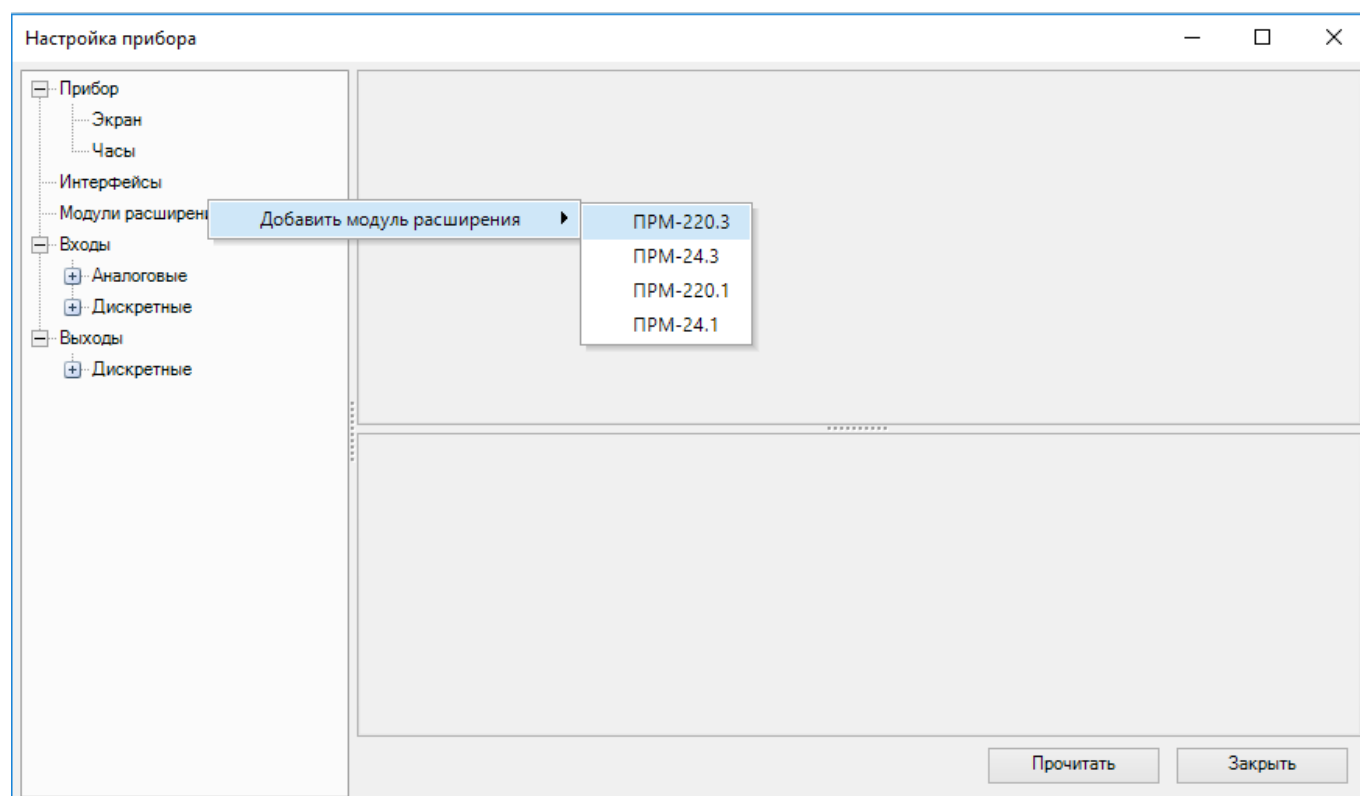 Настройка прибора
Прибор
Экран
Часы
Интерфейсы
Модули расширени
Добавить модуль расширения
ПРМ-220.3
ПРМ-24.3
ПРМ-220.1
ПРМ-24.1
Входы
Аналоговые
Дискретные
Выходы
Дискретные
Прочитать
Закрыть